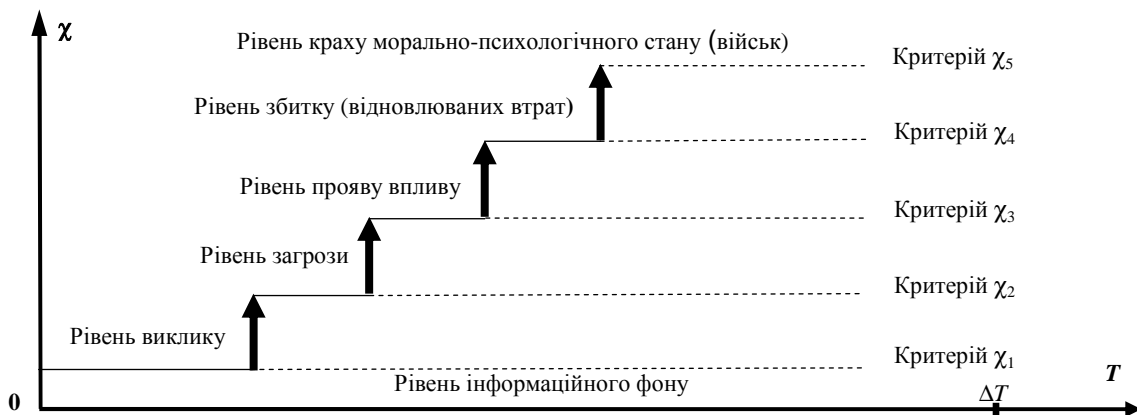 χ
Рівень краху морально-психологічного стану (військ)
Критерій χ5
Рівень збитку (відновлюваних втрат)
Критерій χ4
Рівень прояву впливу
Критерій χ3
Рівень загрози
Критерій χ2
Рівень виклику
Критерій χ1
Рівень інформаційного фону
T
0
ΔT